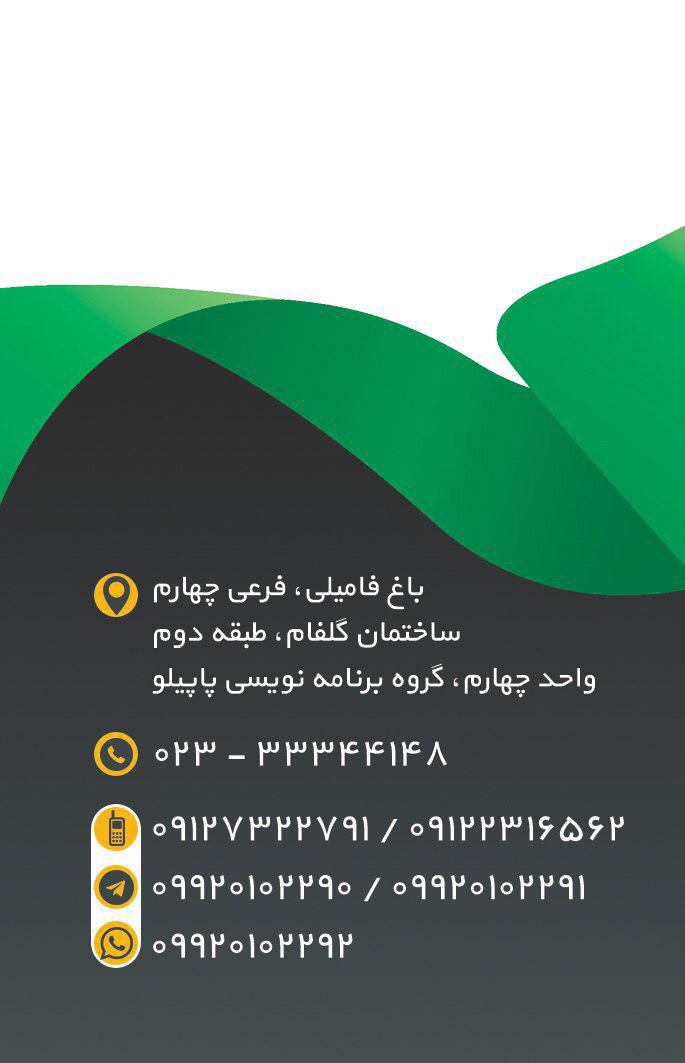 باغ فامیلی، فرعی چهارم
ساختمان گلفام، طبقه دوم
واحد چهارم، گروه برنامه نویسی پاپیلو
۰۲۳ – ۳۳۳۴۴۱۴۸
۰۹۱۲۷۳۲۲۷۹۱ / ۰۹۱۲۲۳۱۶۵۶۲
۰۹۹۲۰۱۰۲۲۹۰ / ۰۹۹۲۰۱۰۲۲۹۱
۰۹۹۲۰۱۰۲۲۹۲